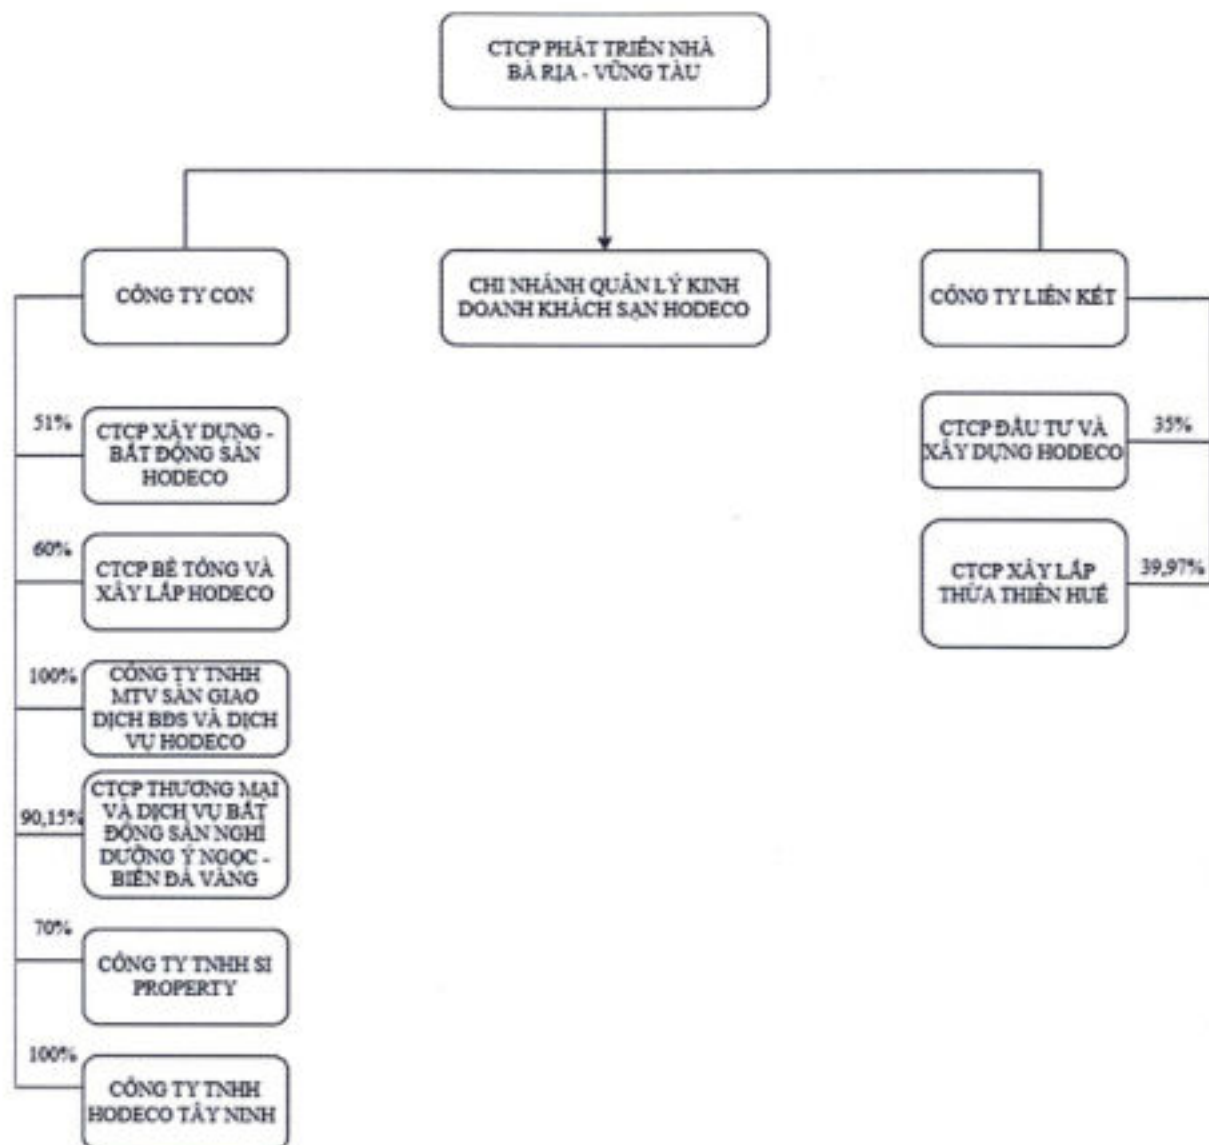 CTCP PHÁT TRIỂN NHÀ
BÀ RỊA - VŨNG TÀU
CÔNG TY CON
CHI NHÁNH QUẢN LÝ KINH
DOANH KHÁCH SẠN HODECO
CÔNG TY LIÊN KẾT
51%
CTCP XÂY DỰNG -
BẤT ĐỘNG SẢN
HODECO
60%
CTCP BÊ TÔNG VÀ
XÂY LẮP HODECO
100%
CÔNG TY TNHH
MTV SÀN GIAO
DỊCH BĐS VÀ DỊCH
VỤ HODECO
90,15%
CTCP THƯƠNG MẠI
VÀ DỊCH VỤ BẤT
ĐỘNG SẢN NGHỈ
DƯỠNG Ý NGỌC -
BIỂN ĐÁ VÀNG
70%
CÔNG TY TNHH SI
PROPERTY
100%
CÔNG TY TNHH
HODECO TÂY NINH
CTCP ĐẦU TƯ VÀ
XÂY DỰNG HODECO
35%
CTCP XÂY LẮP
THỪA THIÊN HUẾ
39,97%